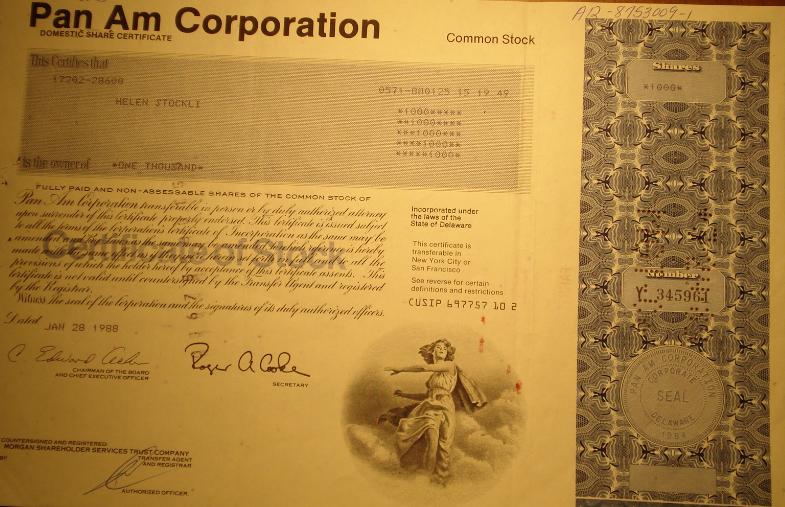 AR-8753009-1
Pan Am Corporation
DOMESTIC SHARE CERTIFICATE
Common Stock
This Certifies that
17202-28600
0571-880125 15 19 49
HELEN STOCKLI
*1000*****
**1000****
***1000***
****1000**
*****1000*
is the owner of *ONE THOUSAND*
FULLY PAID AND NON-ASSESSABLE SHARES OF THE COMMON STOCK OF
Pan Am Corporation transferable in person or by duly authorized attorney
upon surrender of this certificate properly endorsed. This certificate is issued subject
to all the terms of the Corporation's Certificate of Incorporation as the same may be
provisions of which the holder hereof by acceptance of this certificate assents. This
certificate is not valid until countersigned by the Transfer Agent and registered
by the Registrar.
Witness the seal of the Corporation and the signatures of its duly authorized officers.
Certificate of Stock
Dated JAN 28 1988
CHAIRMAN OF THE BOARD
AND CHIEF EXECUTIVE OFFICER
SECRETARY
COUNTERSIGNED AND REGISTERED:
MORGAN SHAREHOLDER SERVICES TRUST COMPANY
BY
TRANSFER AGENT
AND REGISTRAR
AUTHORIZED OFFICER
Incorporated under
the laws of the
State of Delaware
This certificate is
transferable in
New York City or
San Francisco
See reverse for certain
definitions and restrictions
CUSIP 697757 10 2
Shares
*1000*
Number
Y 345961
PAN AM CORPORATION
CORPORATE
SEAL
DELAWARE
1984